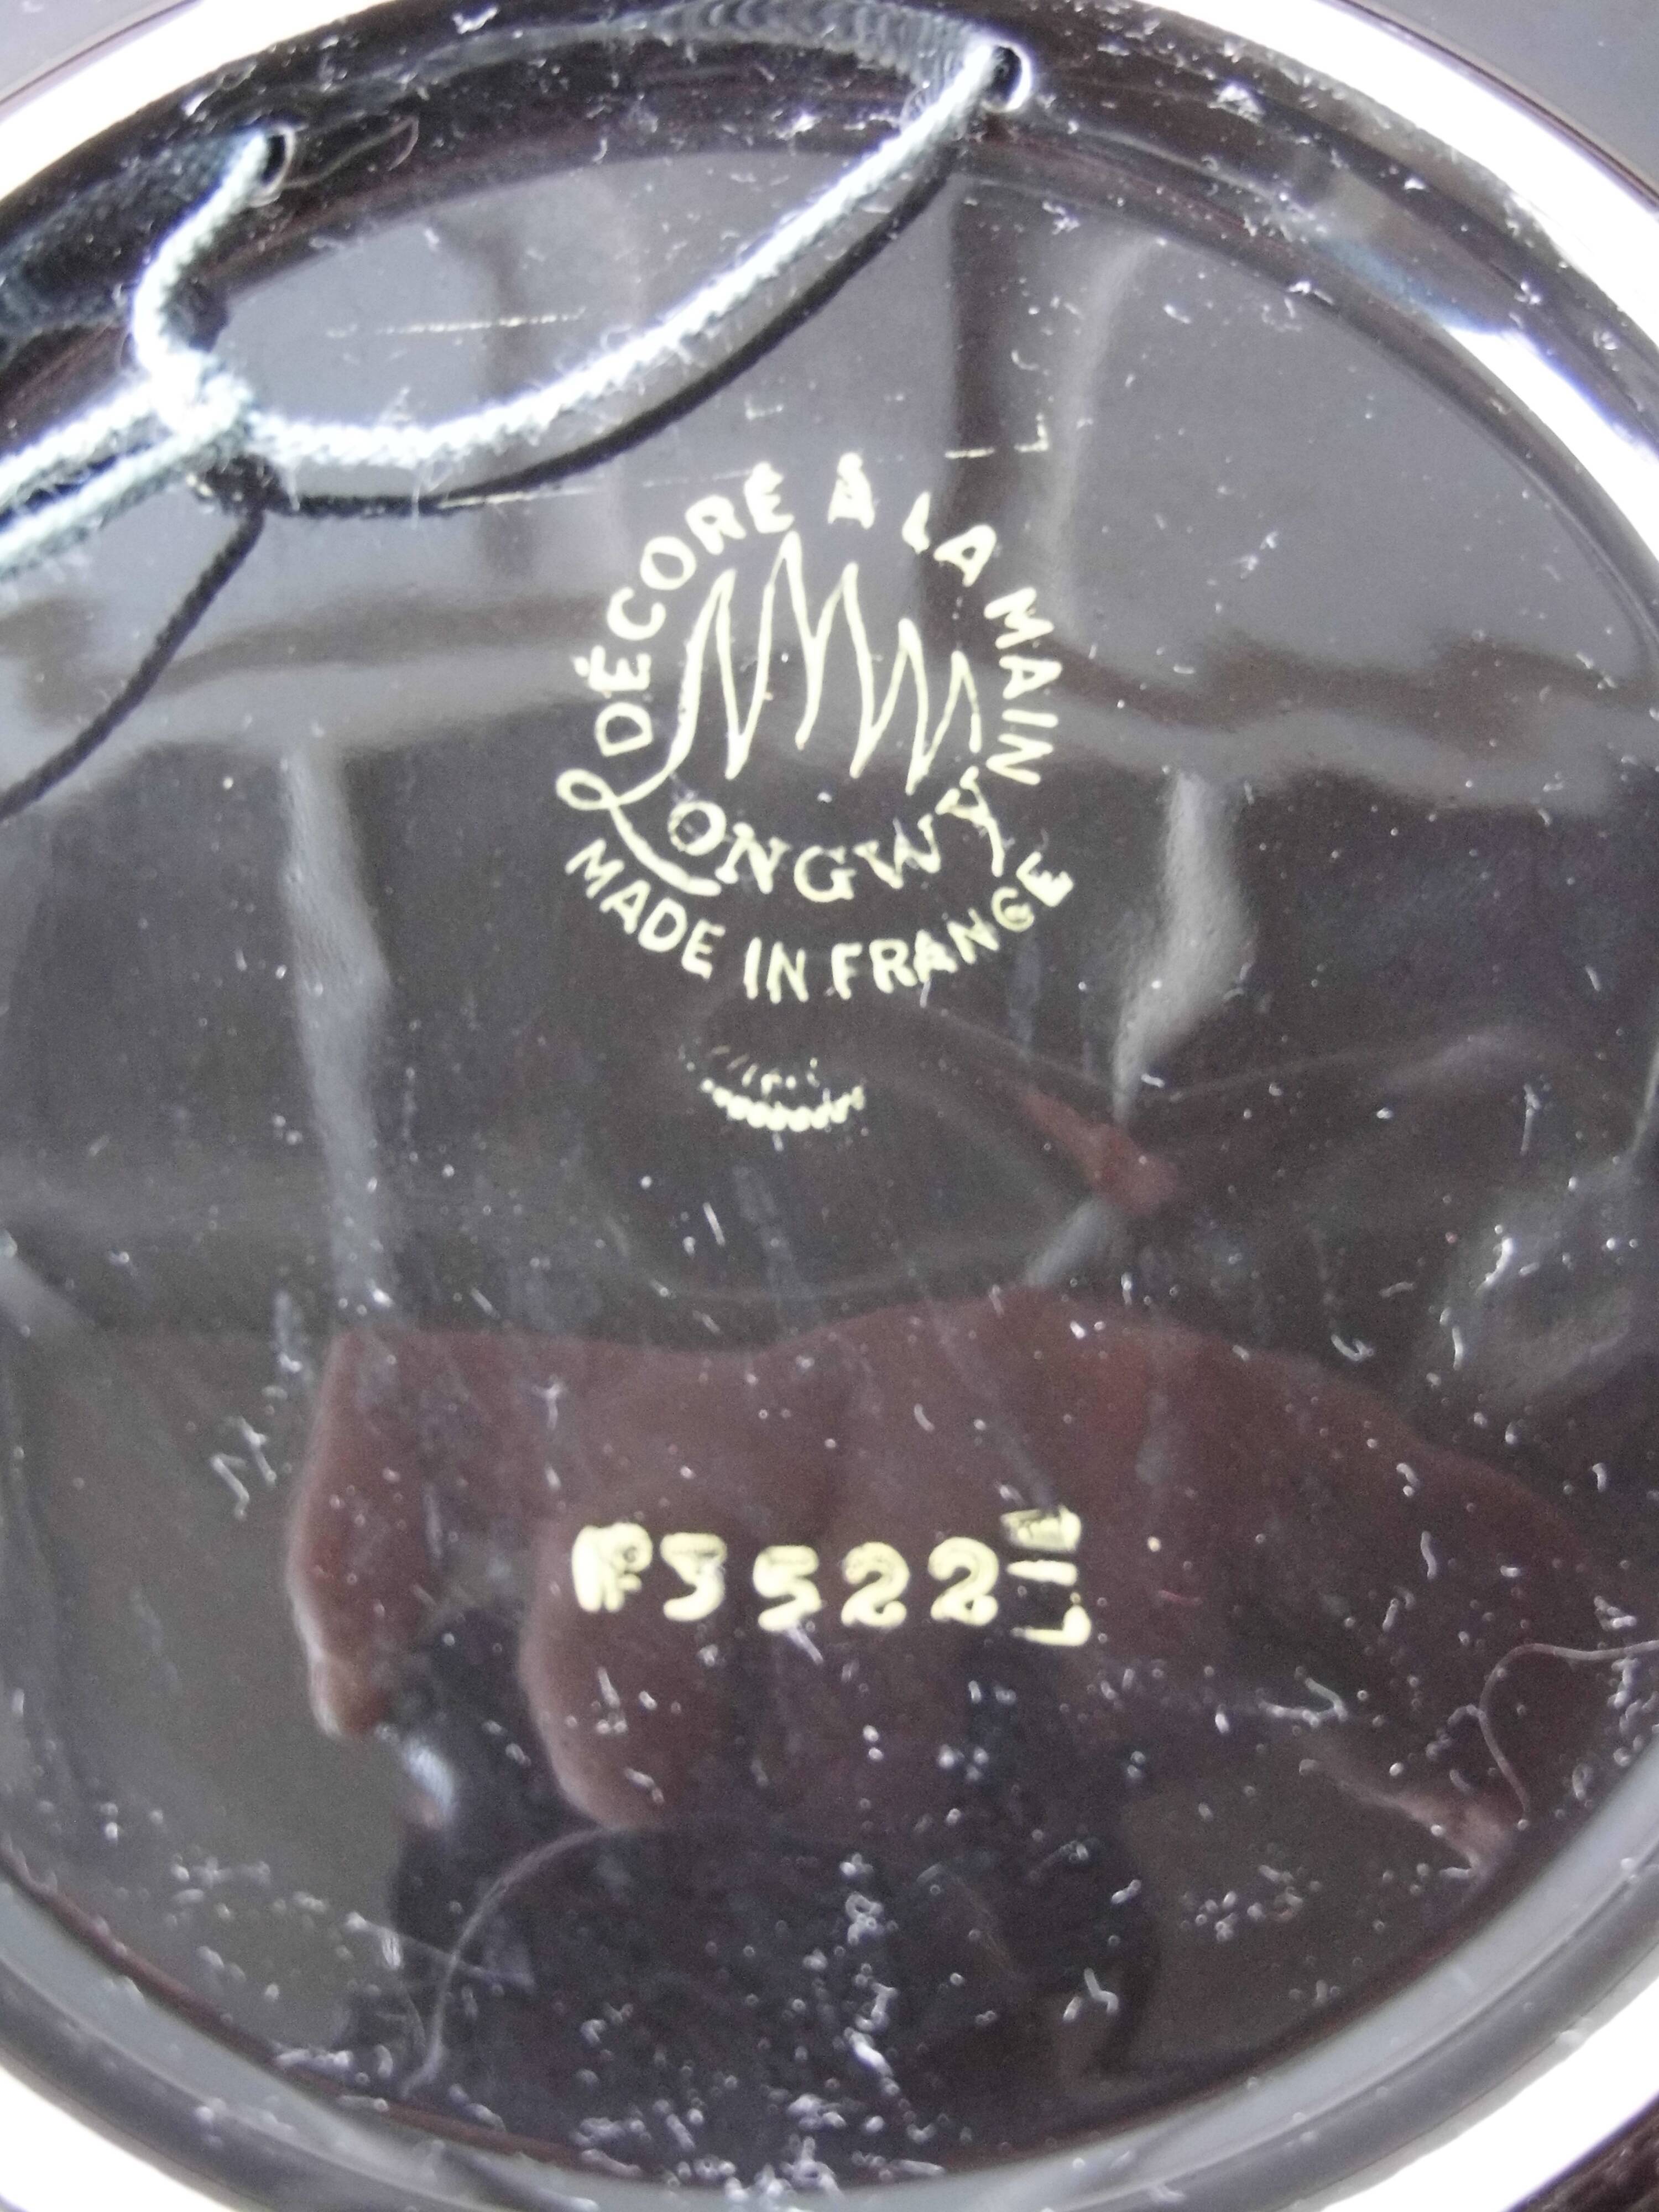 DÉCORÉ À LA MAIN
LONGWY
MADE IN FRANCE
F3522